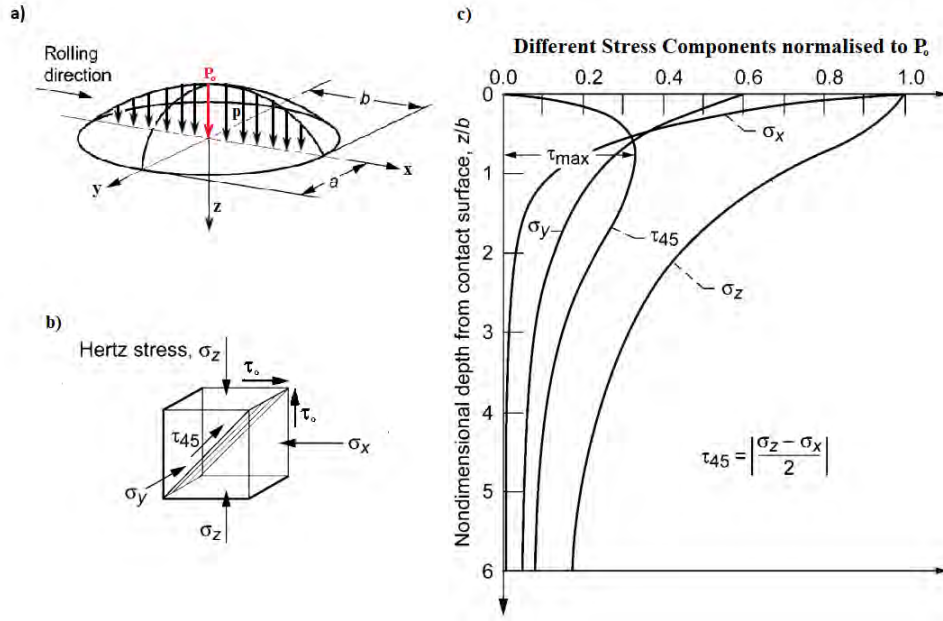 a)
Rolling
direction
Pₒ
p
b
a
x
y
z
b)
Hertz stress, σz
τₒ
τₒ
τ45
σx
σy
σz
c)
Different Stress Components normalised to Pₒ
0.0 0.2 0.4 0.6 0.8 1.0
Nondimensional depth from contact surface, z/b
0
1
2
3
4
5
6
σx
τmax
σy
τ45
σz
τ45 = |σz − σx / 2|